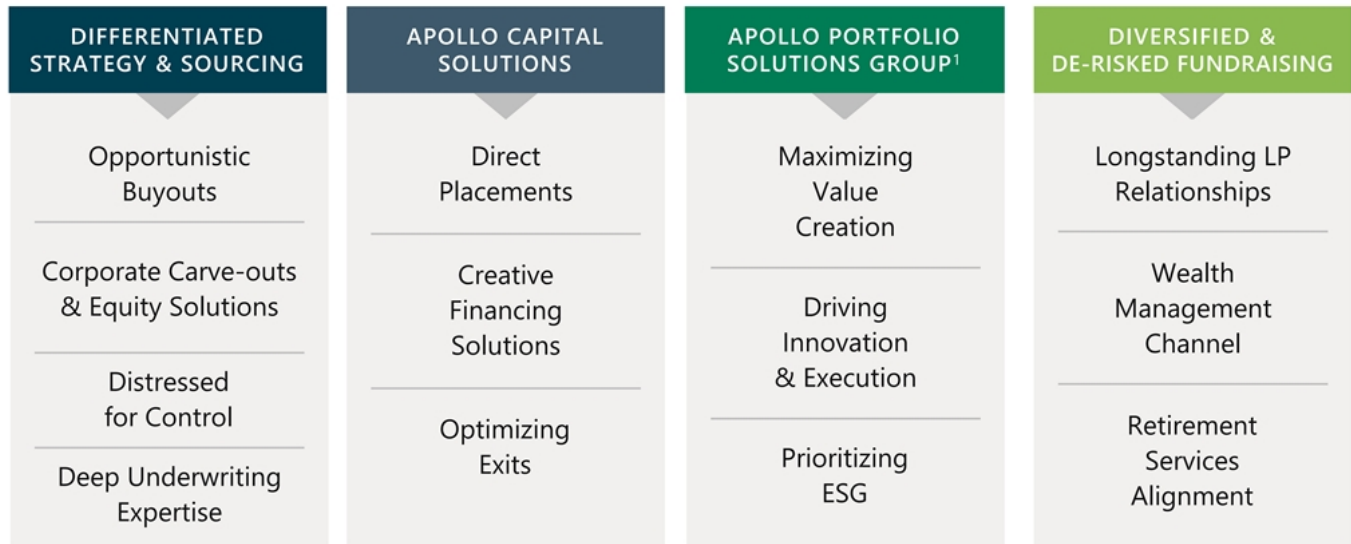 DIFFERENTIATED
STRATEGY & SOURCING
Opportunistic
Buyouts
Corporate Carve-outs
& Equity Solutions
Distressed
for Control
Deep Underwriting
Expertise
APOLLO CAPITAL
SOLUTIONS
Direct
Placements
Creative
Financing
Solutions
Optimizing
Exits
APOLLO PORTFOLIO
SOLUTIONS GROUP¹
Maximizing
Value
Creation
Driving
Innovation
& Execution
Prioritizing
ESG
DIVERSIFIED &
DE-RISKED FUNDRAISING
Longstanding LP
Relationships
Wealth
Management
Channel
Retirement
Services
Alignment